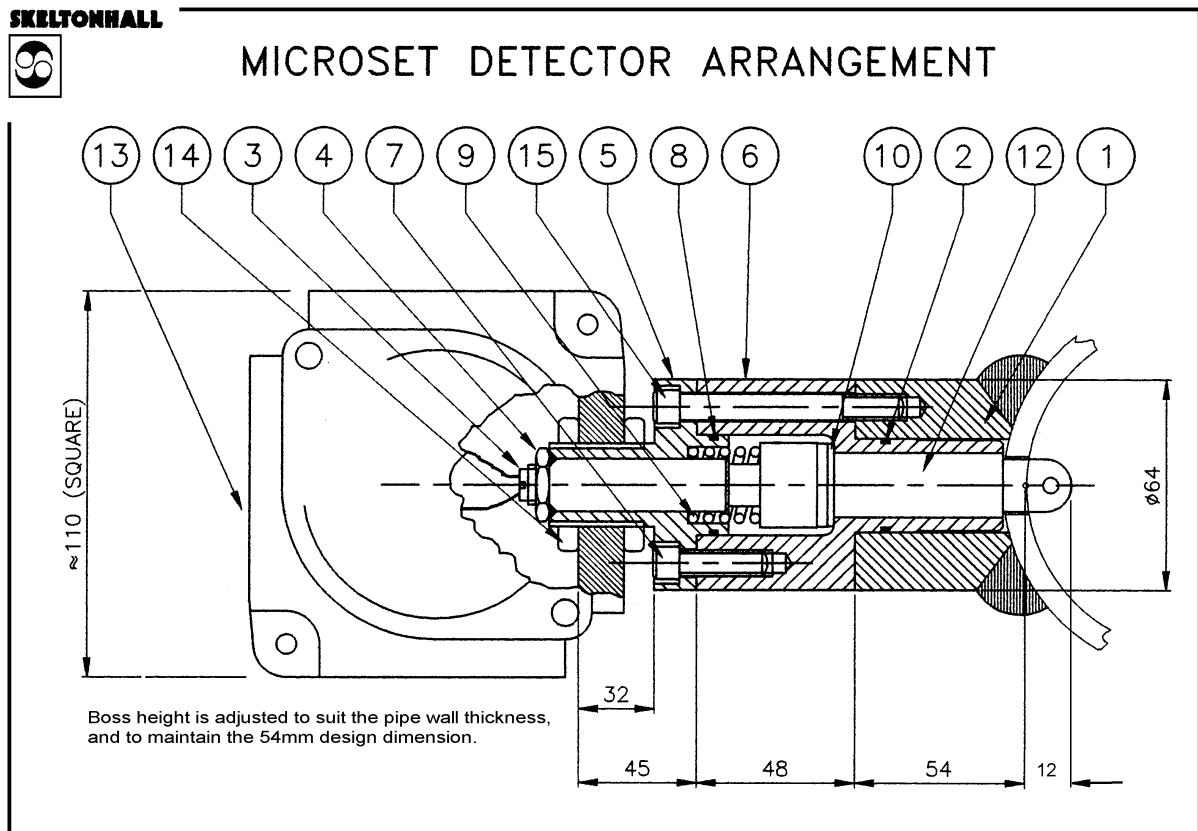 SKELTONHALL
MICROSET DETECTOR ARRANGEMENT
13 14 3 4 7 9 15 5 8 6 10 2 12 1
≈110 (SQUARE)
ø64
32
Boss height is adjusted to suit the pipe wall thickness,
and to maintain the 54mm design dimension.
45 48 54 12